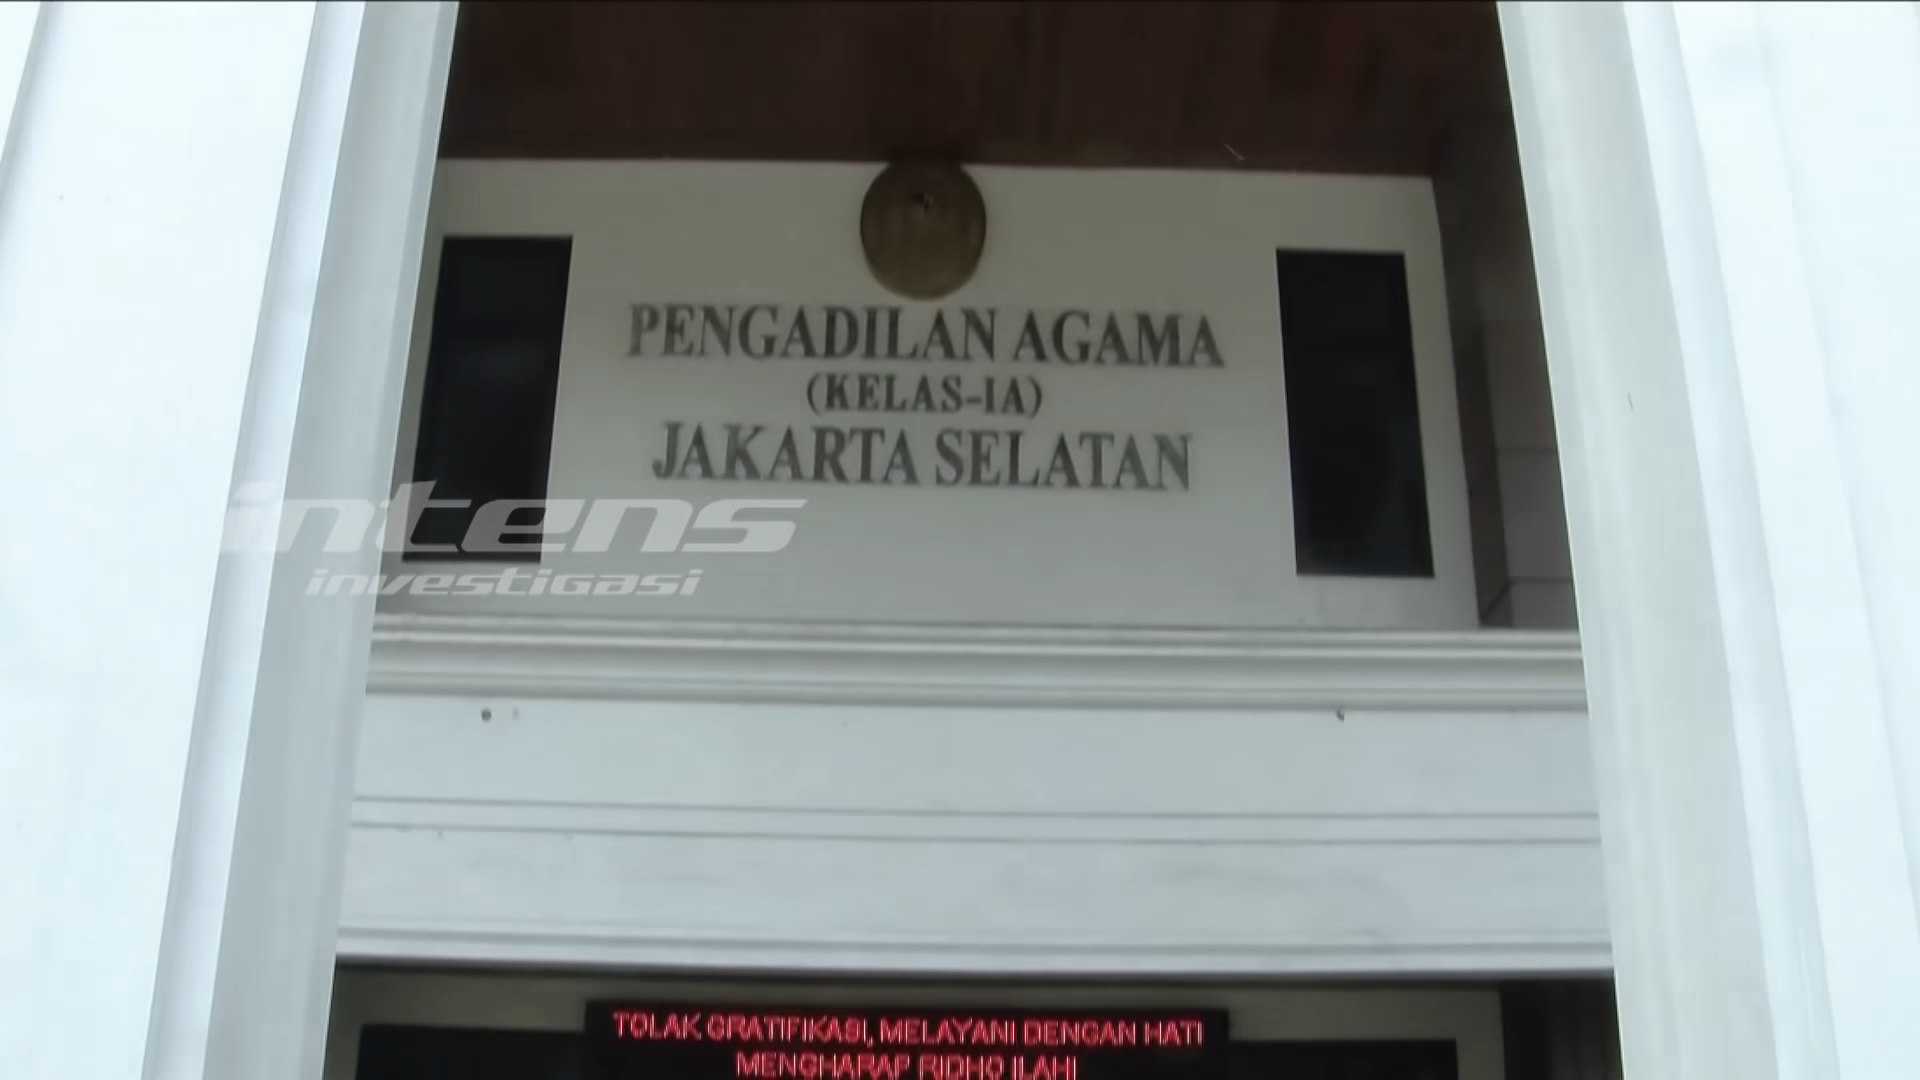 PENGADILAN AGAMA
(KELAS-IA)
JAKARTA SELATAN
intens
investigasi
TOLAK GRATIFIKASI, MELAYANI DENGAN HATI
MENGHARAP RIDHO ILAHI